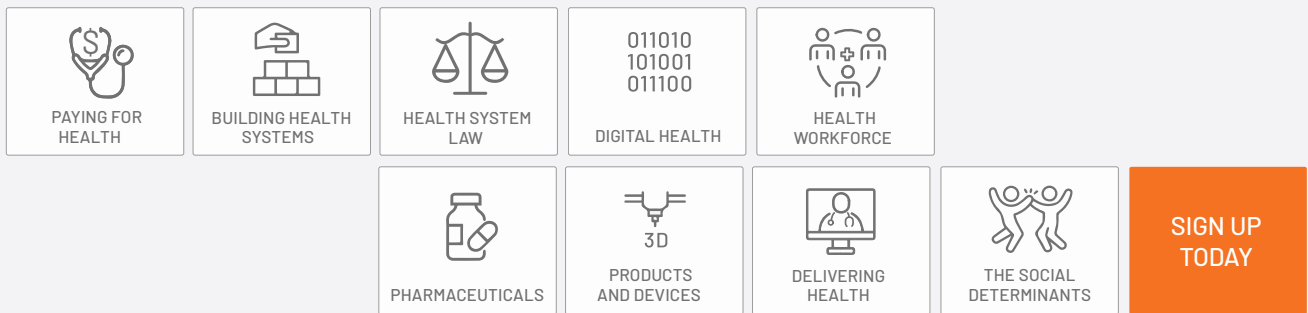 $
PAYING FOR
HEALTH
BUILDING HEALTH
SYSTEMS
HEALTH SYSTEM
LAW
011010
101001
011100
DIGITAL HEALTH
HEALTH
WORKFORCE
PHARMACEUTICALS
3D
PRODUCTS
AND DEVICES
DELIVERING
HEALTH
THE SOCIAL
DETERMINANTS
SIGN UP
TODAY